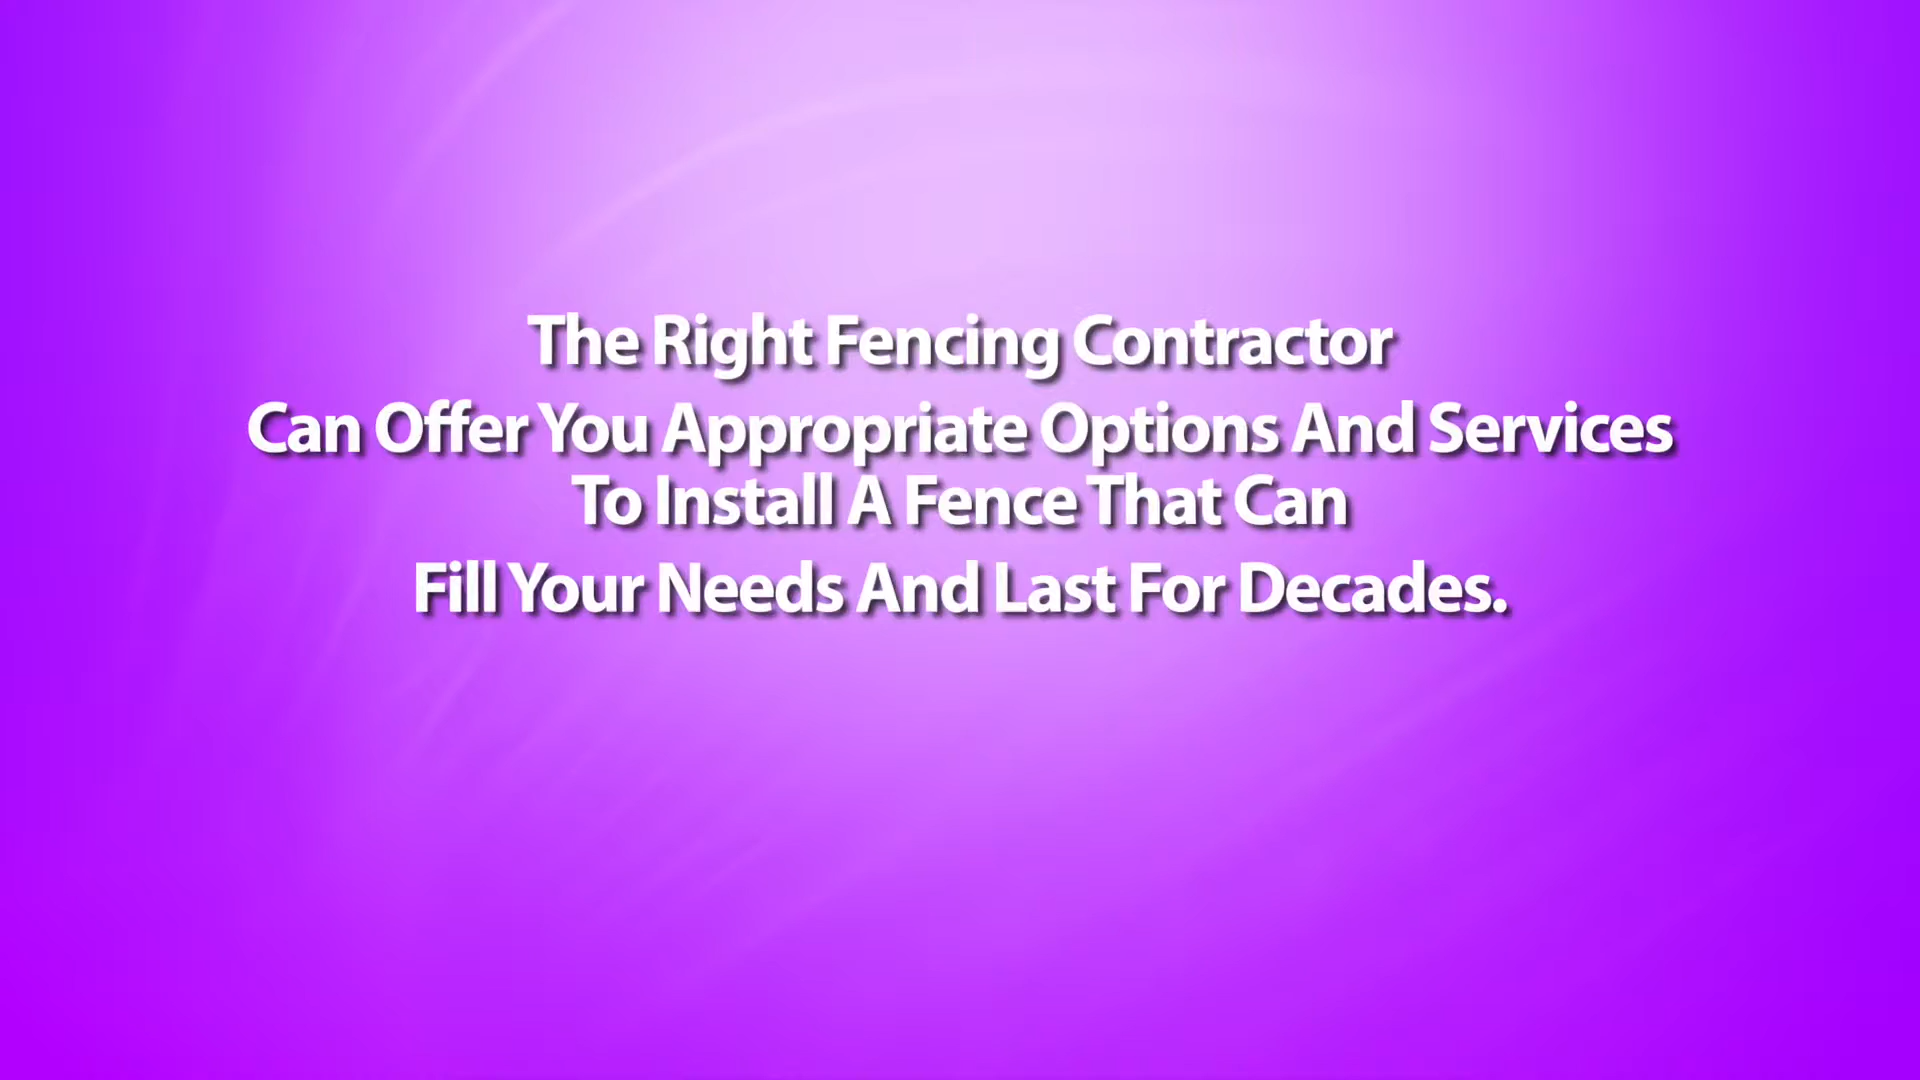 The Right Fencing Contractor
Can Offer You Appropriate Options And Services
To Install A Fence That Can
Fill Your Needs And Last For Decades.